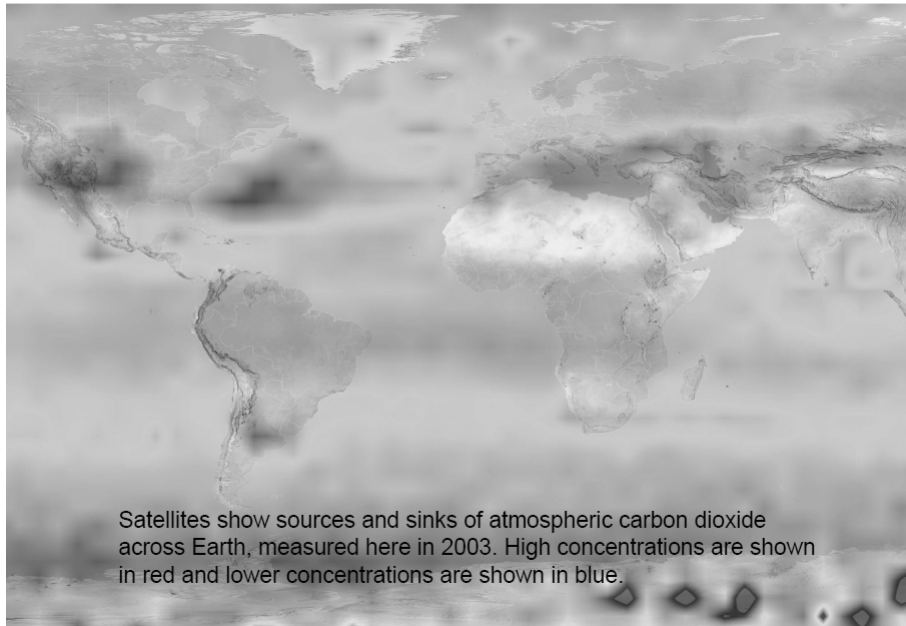 Satellites show sources and sinks of atmospheric carbon dioxide
across Earth, measured here in 2003. High concentrations are shown
in red and lower concentrations are shown in blue.